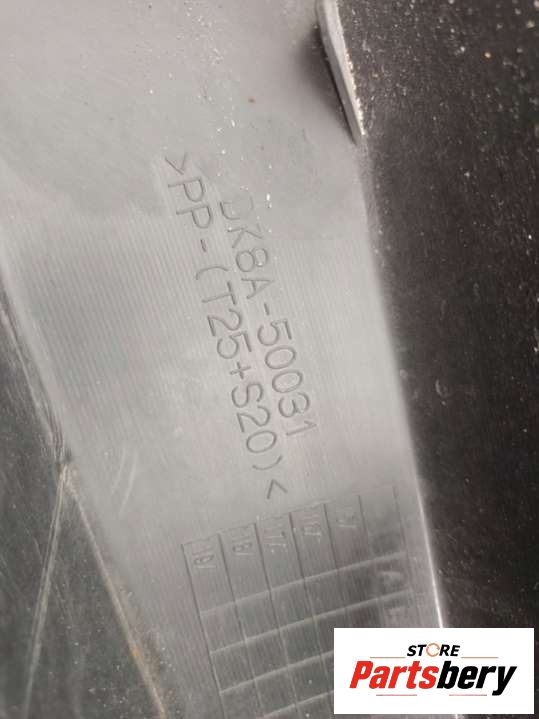 DK8A-50031
>PP-(T25+S20)<
STORE
Partsbery